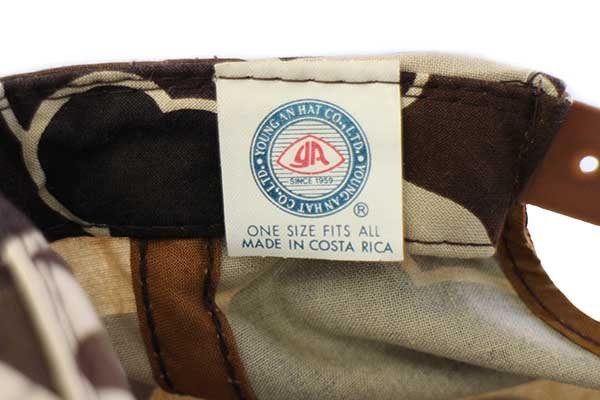 YOUNG AN HAT CO., LTD. · YOUNG AN HAT CO., LTD. ·
YA
SINCE 1959
®
ONE SIZE FITS ALL
MADE IN COSTA RICA